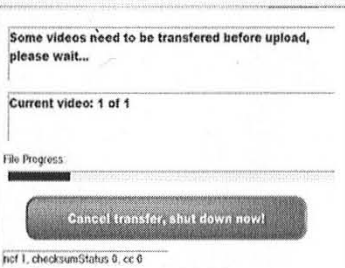 Some videos need to be transfered before upload,
please wait...
Current video: 1 of 1
File Progress:
Cancel transfer, shut down now!
ncf 1, checksumStatus 0, cc 0